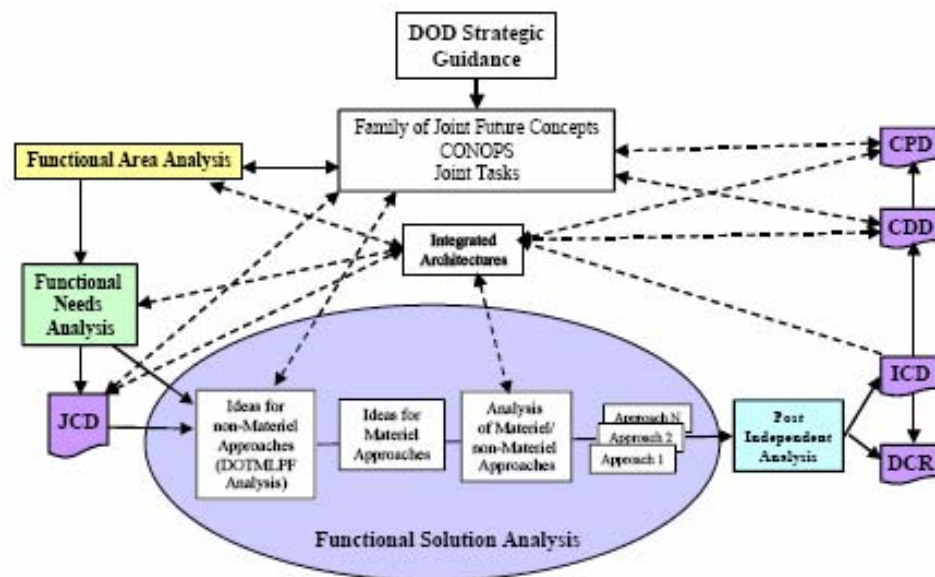 DOD Strategic
Guidance
Family of Joint Future Concepts
CONOPS
Joint Tasks
Functional Area Analysis
CPD
CDD
Integrated
Architectures
Functional
Needs
Analysis
JCD
Ideas for
non-Materiel
Approaches
(DOTMLPF
Analysis)
Ideas for
Materiel
Approaches
Analysis
of Materiel/
non-Materiel
Approaches
Approach N
Approach 2
Approach 1
Post
Independent
Analysis
ICD
DCR
Functional Solution Analysis